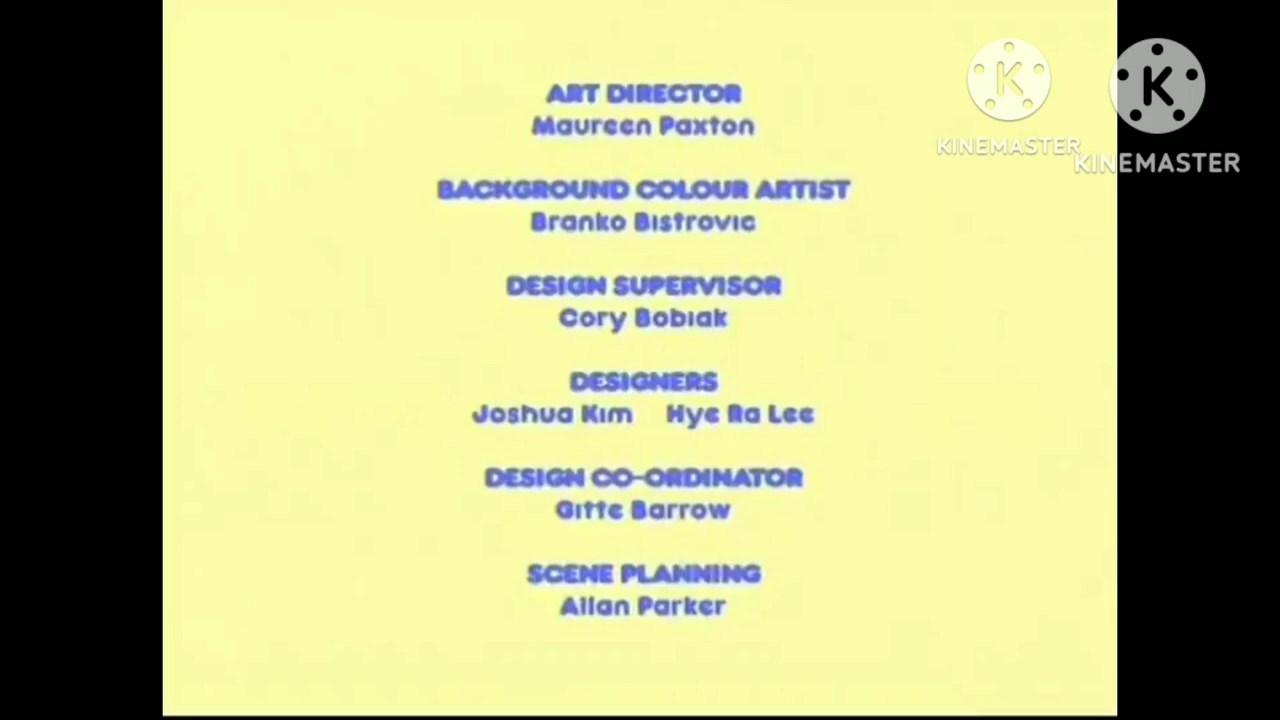 ART DIRECTOR
Maureen Paxton
BACKGROUND COLOUR ARTIST
Branko Bistrovic
DESIGN SUPERVISOR
Cory Bobiak
DESIGNERS
Joshua Kim Hye Ra Lee
DESIGN CO-ORDINATOR
Gitte Barrow
SCENE PLANNING
Allan Parker
K
KINEMASTER
K
KINEMASTER